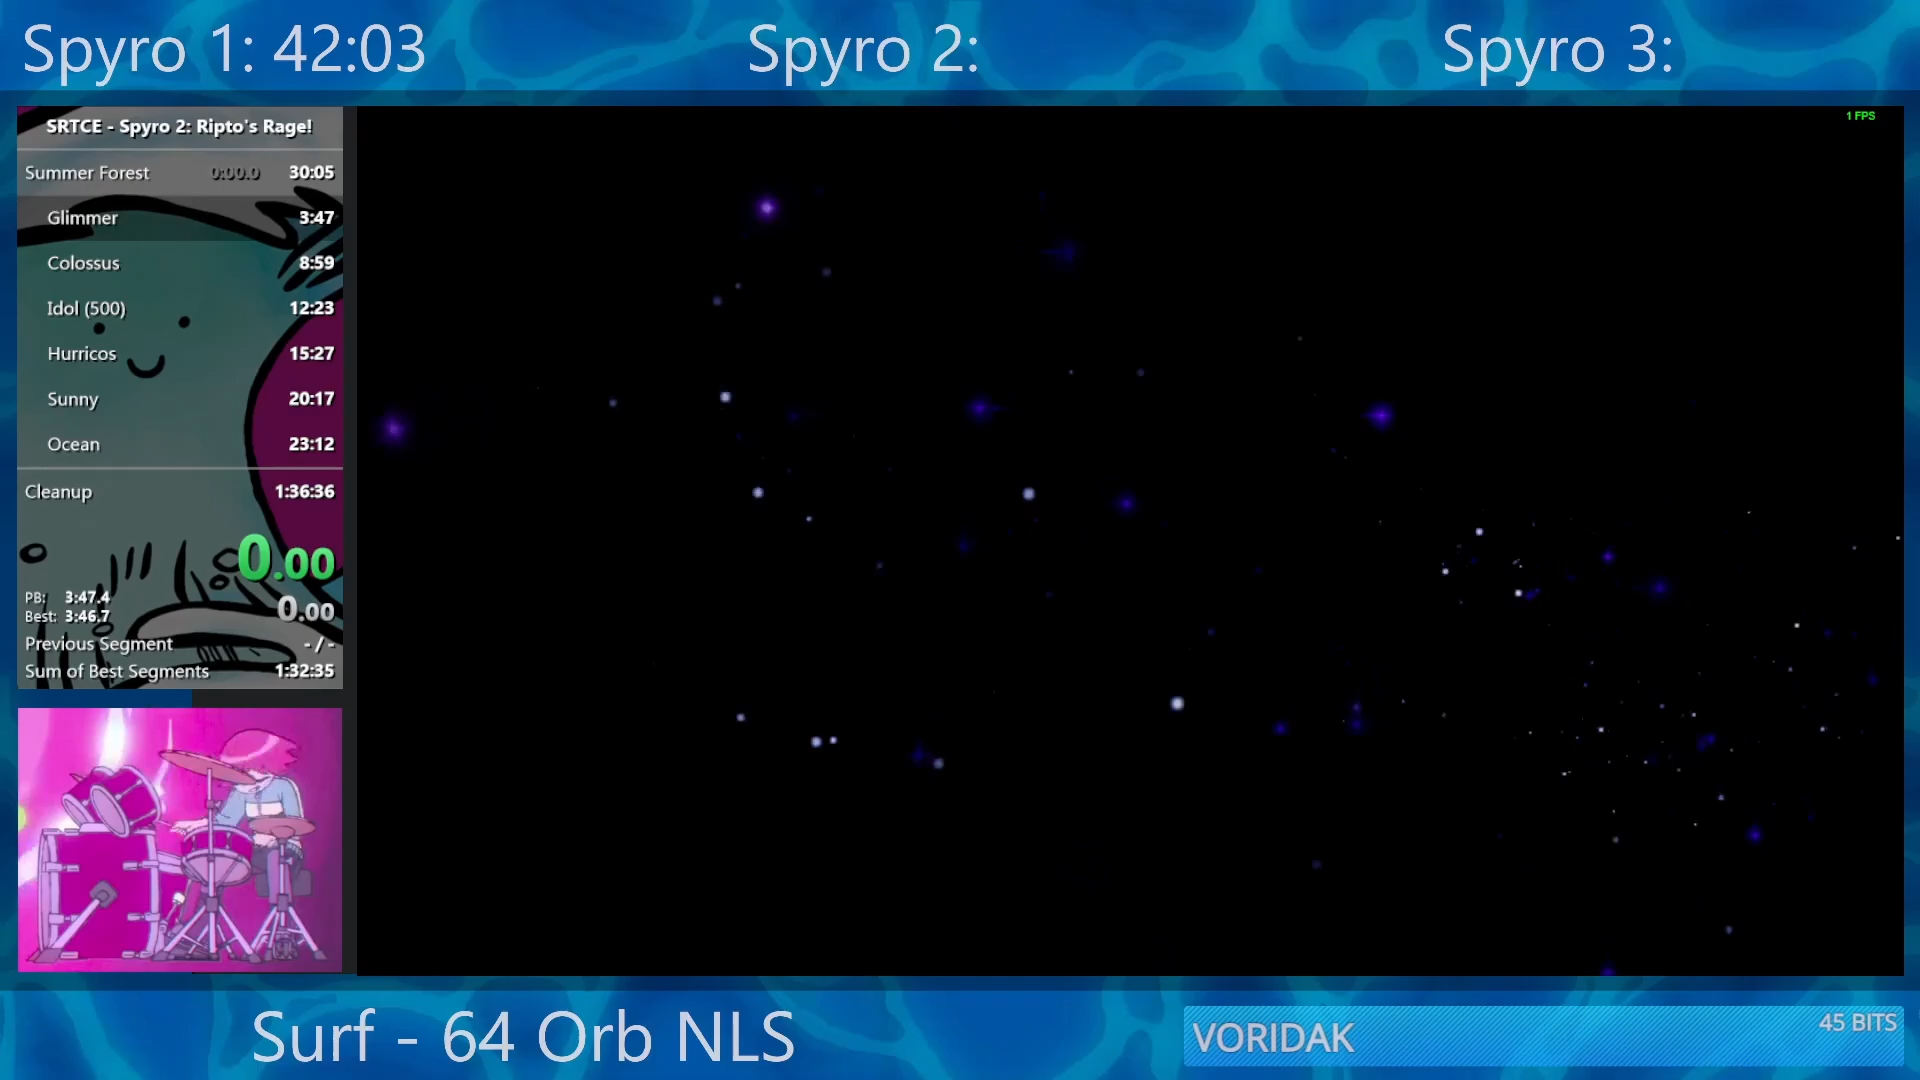 Spyro 1: 42:03
Spyro 2:
Spyro 3:
SRTCE - Spyro 2: Ripto's Rage!
Summer Forest 0:00.0 30:05
Glimmer 3:47
Colossus 8:59
Idol (500) 12:23
Hurricos 15:27
Sunny 20:17
Ocean 23:12
Cleanup 1:36:36
0.00
PB: 3:47.4
Best: 3:46.7
0.00
Previous Segment - / -
Sum of Best Segments 1:32:35
1 FPS
Surf - 64 Orb NLS
VORIDAK
45 BITS